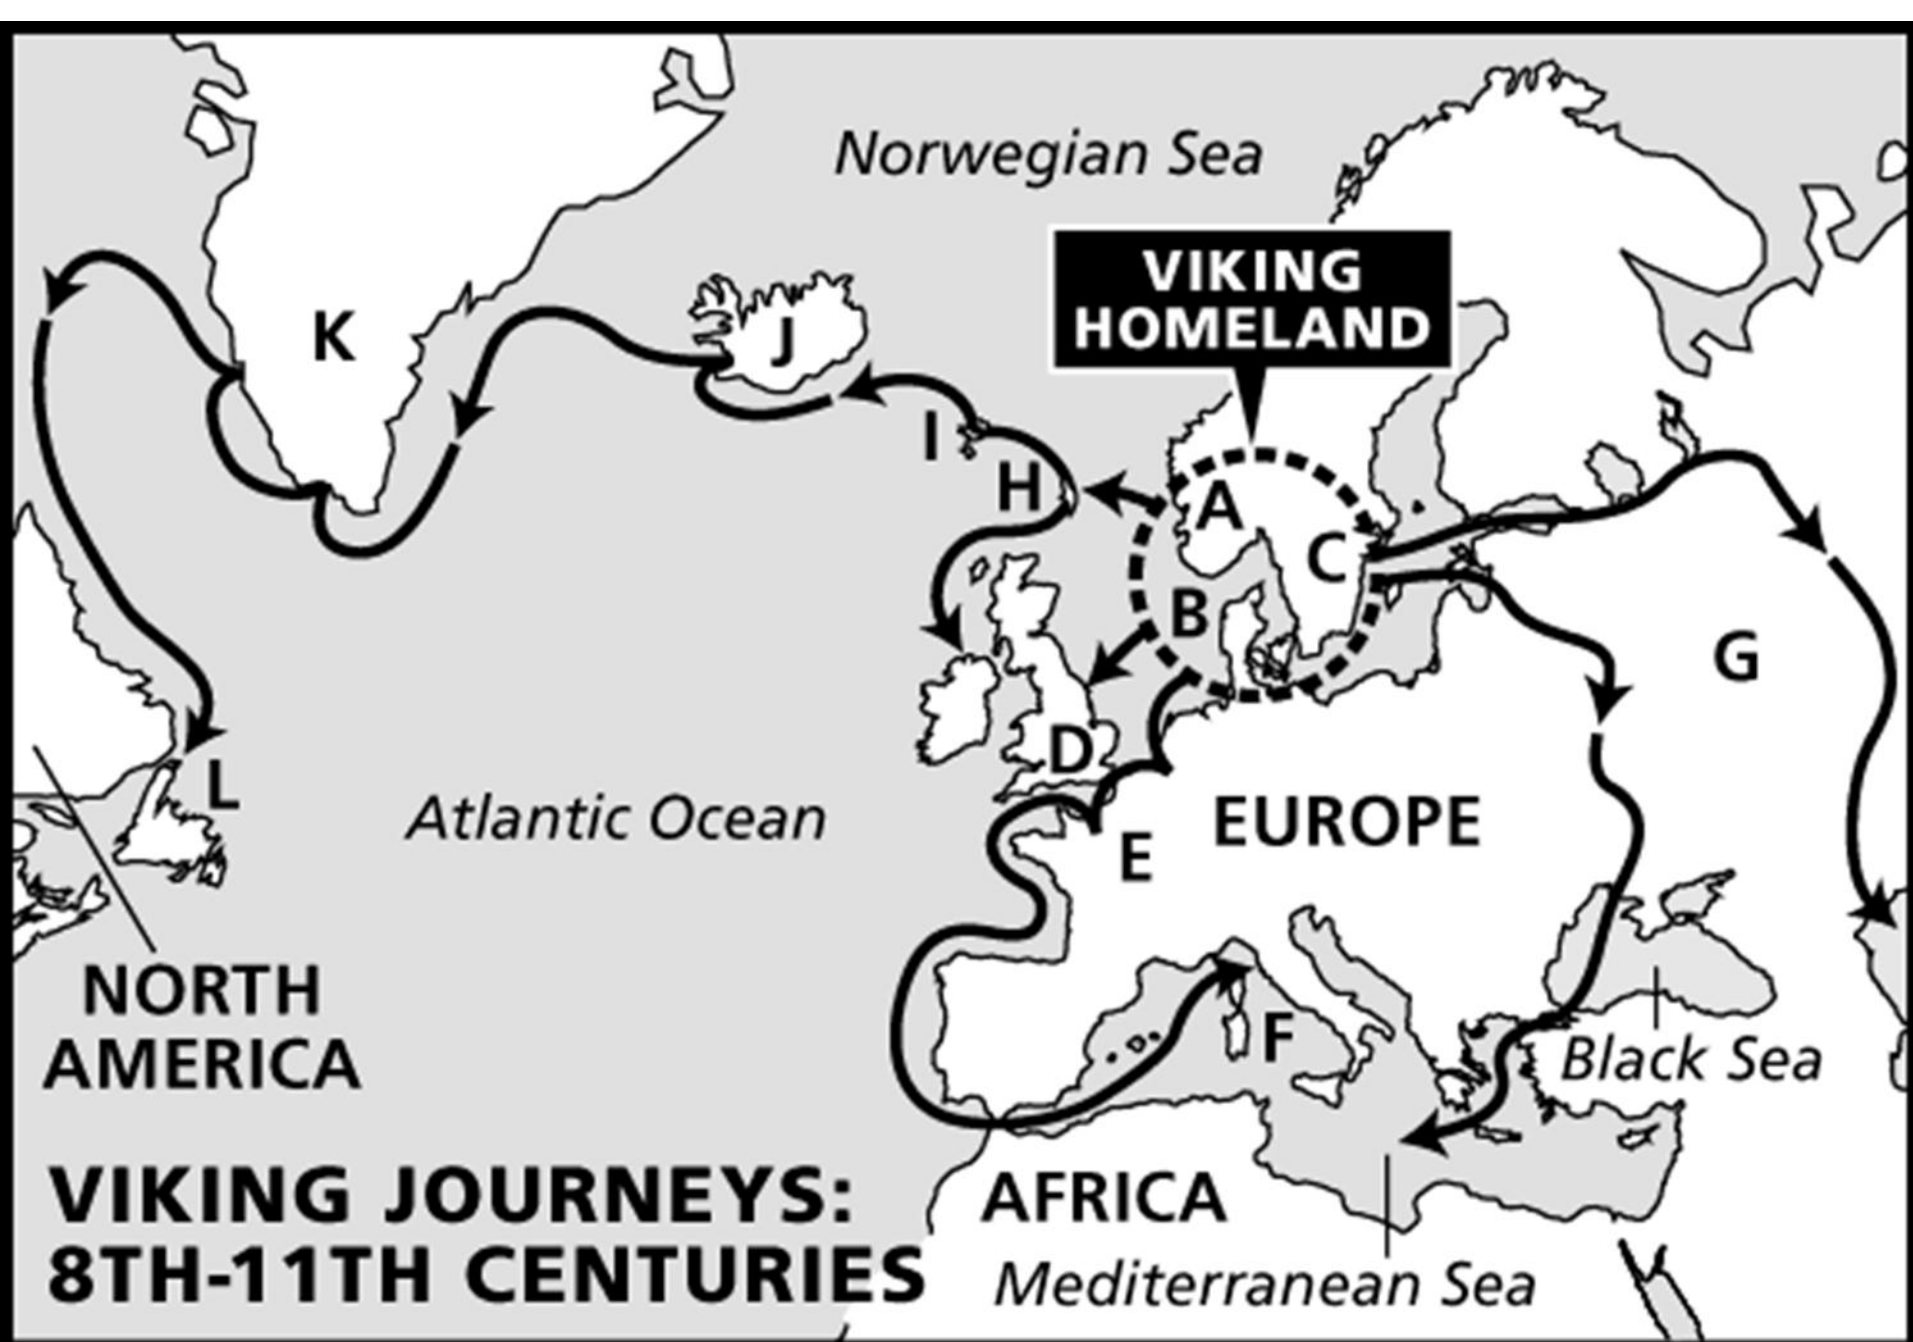 Norwegian Sea
VIKING
HOMELAND
K
J
I
H
A
C
B
G
D
L
Atlantic Ocean
E
EUROPE
NORTH
AMERICA
F
Black Sea
VIKING JOURNEYS:
8TH-11TH CENTURIES
AFRICA
Mediterranean Sea